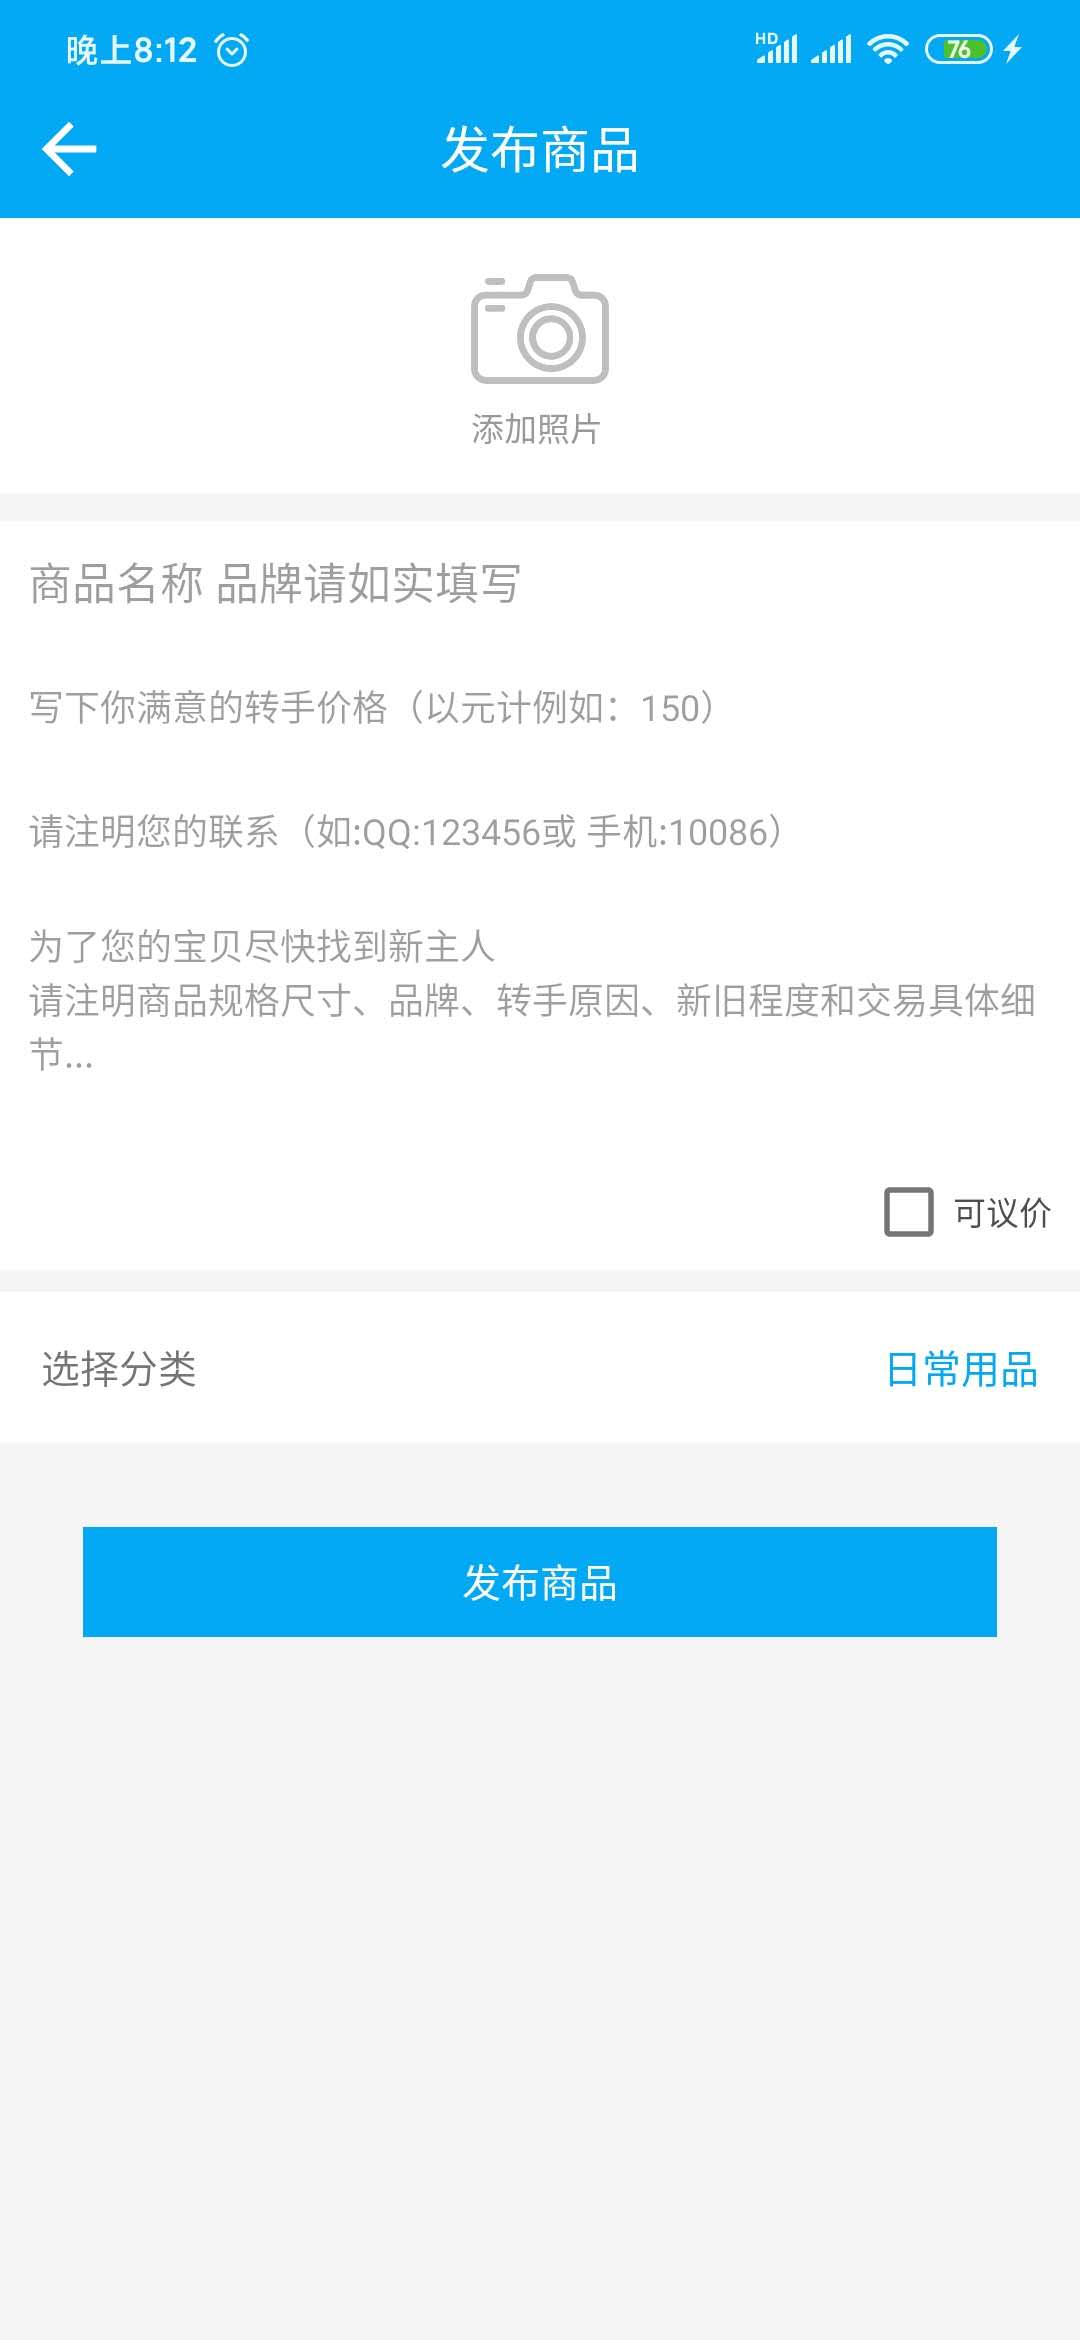 晚上8:12
HD
76
发布商品
添加照片
商品名称 品牌请如实填写
写下你满意的转手价格（以元计例如：150）
请注明您的联系（如:QQ:123456或 手机:10086）
为了您的宝贝尽快找到新主人
请注明商品规格尺寸、品牌、转手原因、新旧程度和交易具体细
节...
可议价
选择分类
日常用品
发布商品